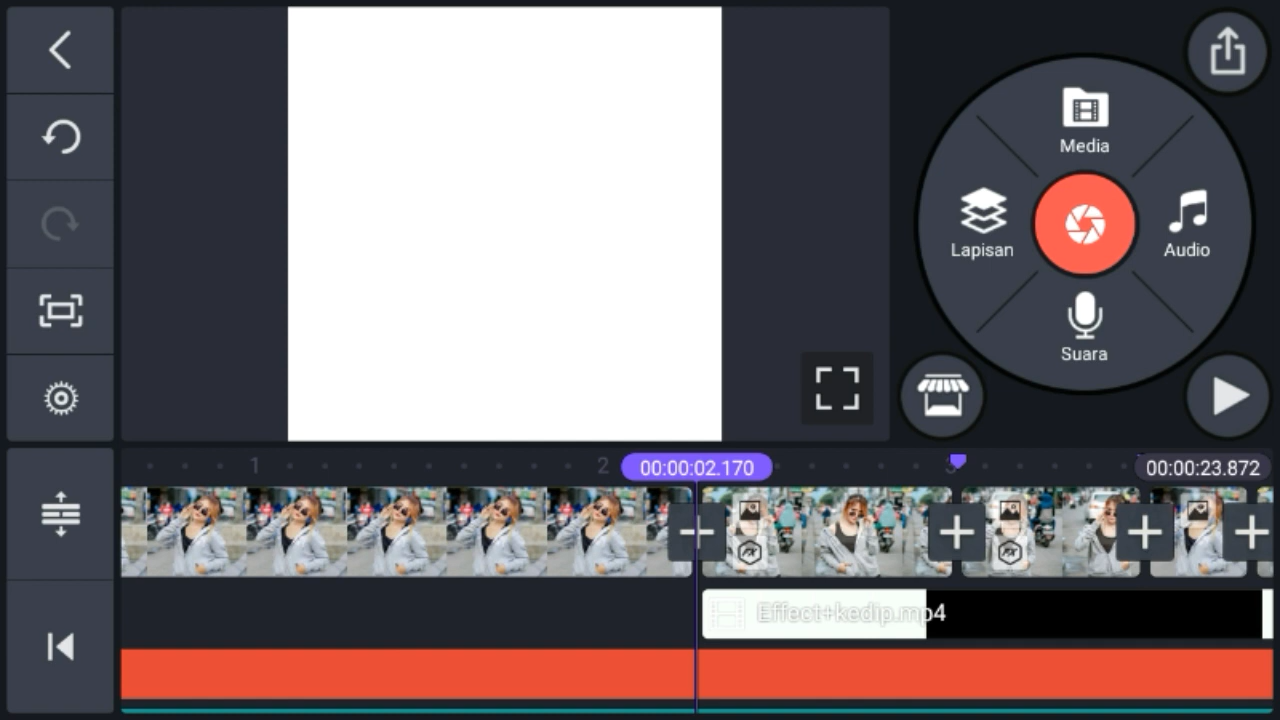 Media
Lapisan
Audio
Suara
1
2
00:00:02.170
3
00:00:23.872
Effect+kedip.mp4